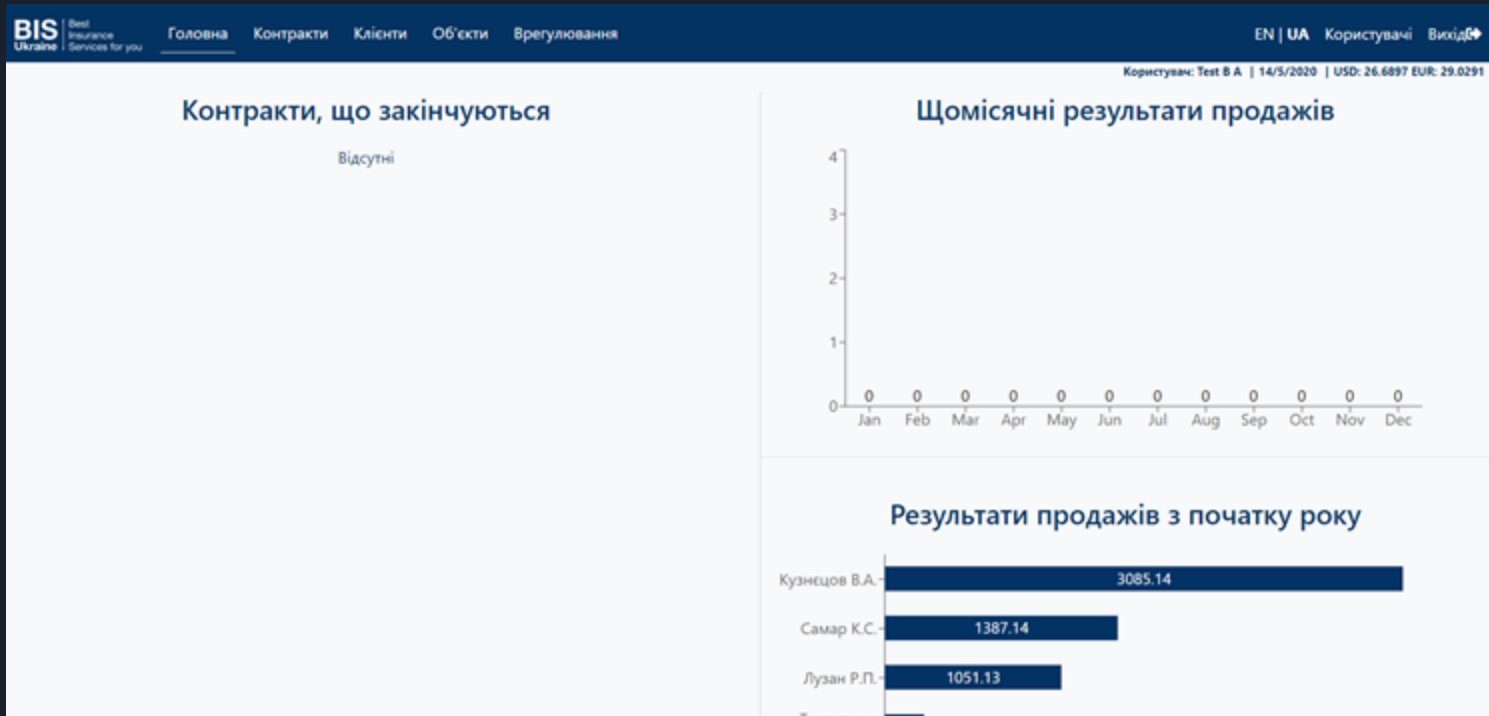 BIS Ukraine
Best Insurance Services for you
Головна Контракти Клієнти Об'єкти Врегулювання
EN | UA Користувачі Вихід
Користувач: Test B A | 14/5/2020 | USD: 26.6897 EUR: 29.0291
Контракти, що закінчуються
Відсутні
Щомісячні результати продажів
4
3
2
1
0
0 0 0 0 0 0 0 0 0 0 0 0
Jan Feb Mar Apr May Jun Jul Aug Sep Oct Nov Dec
Результати продажів з початку року
Кузнєцов В.А. 3085.14
Самар К.С. 1387.14
Лузан Р.П. 1051.13